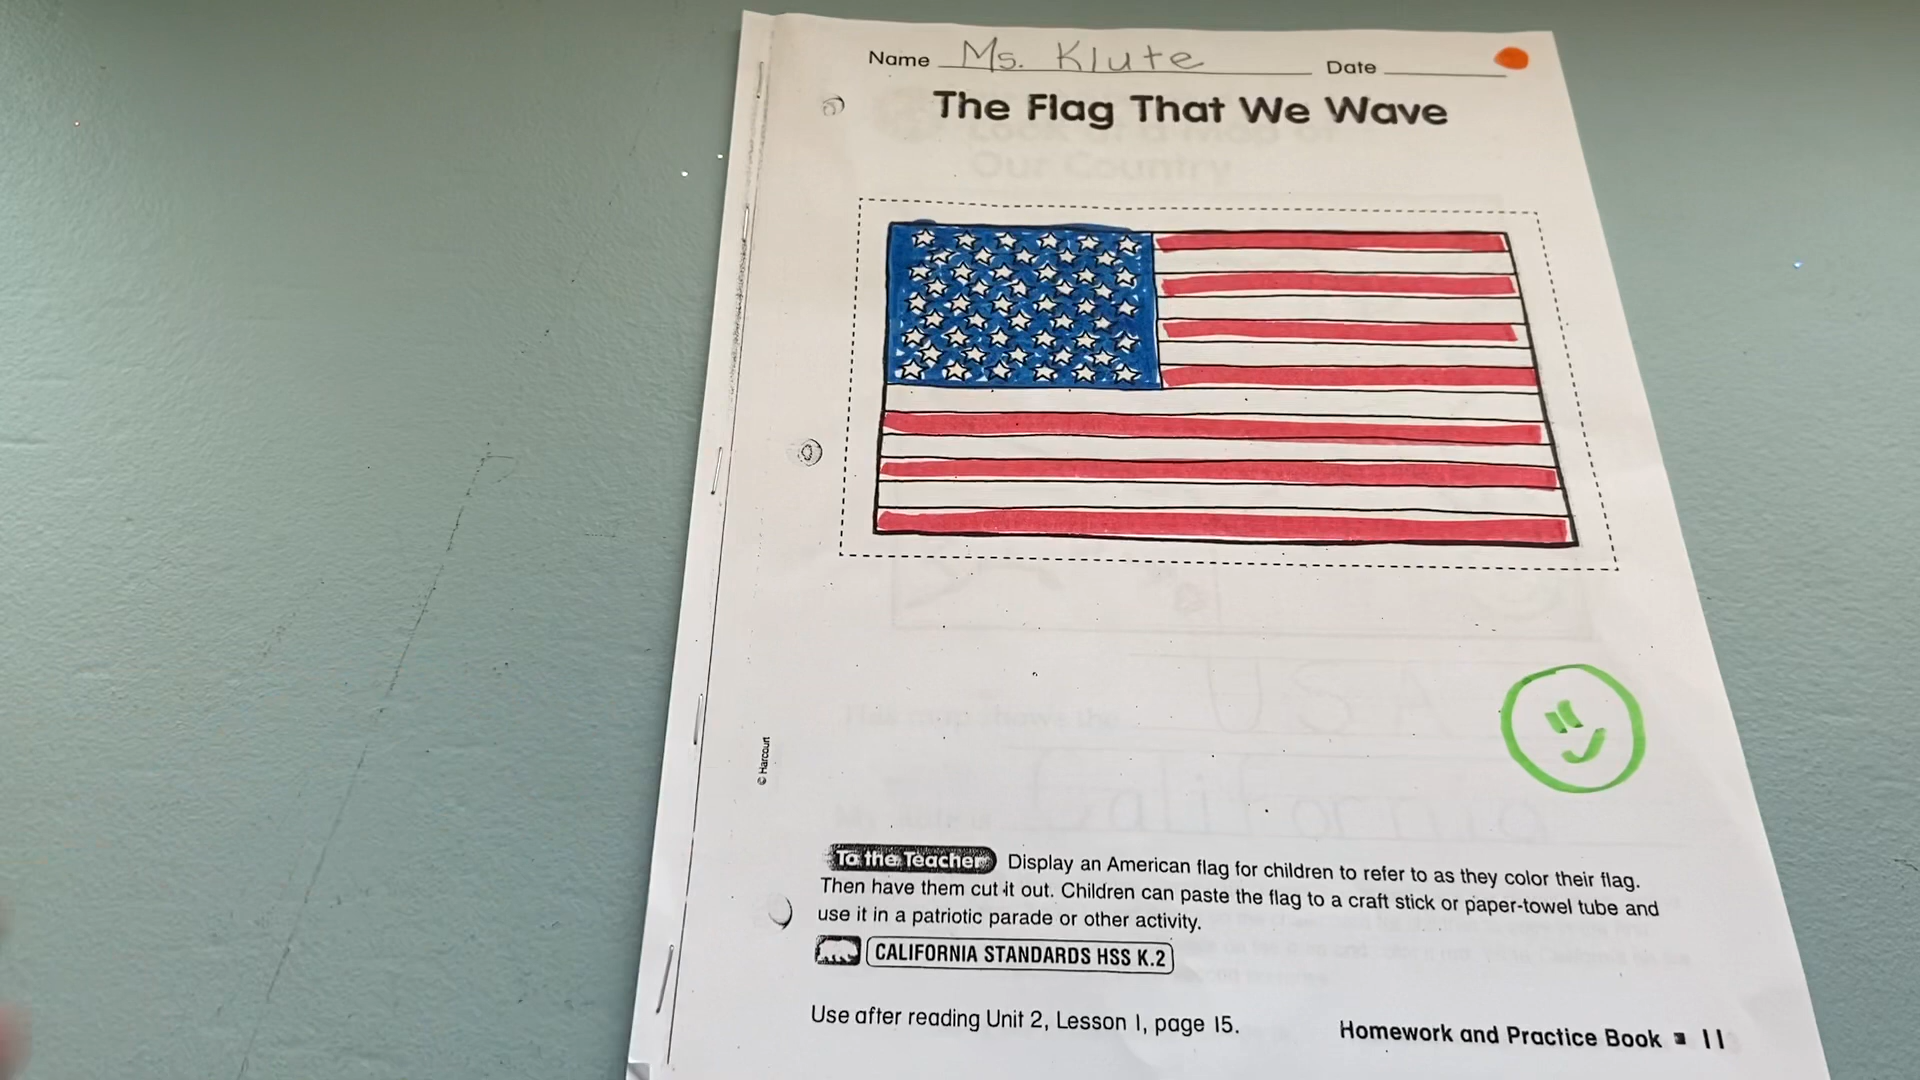 Name Ms. Klute Date
The Flag That We Wave
© Harcourt
To the Teacher Display an American flag for children to refer to as they color their flag.
Then have them cut it out. Children can paste the flag to a craft stick or paper-towel tube and
use it in a patriotic parade or other activity.
CALIFORNIA STANDARDS HSS K.2
Use after reading Unit 2, Lesson 1, page 15.
Homework and Practice Book ■ 11